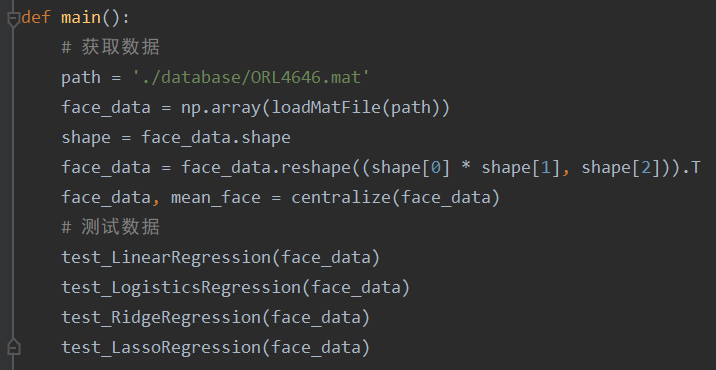 def main():
    # 获取数据
    path = './database/ORL4646.mat'
    face_data = np.array(loadMatFile(path))
    shape = face_data.shape
    face_data = face_data.reshape((shape[0] * shape[1], shape[2])).T
    face_data, mean_face = centralize(face_data)
    # 测试数据
    test_LinearRegression(face_data)
    test_LogisticsRegression(face_data)
    test_RidgeRegression(face_data)
    test_LassoRegression(face_data)